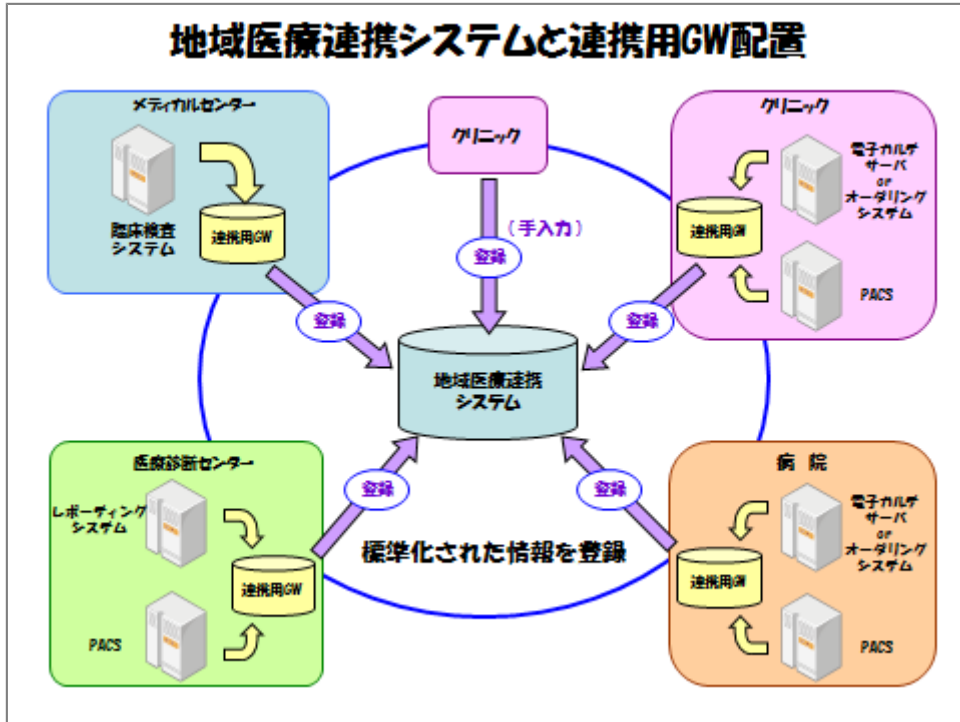 地域医療連携システムと連携用GW配置
メディカルセンター
臨床検査
システム
連携用GW
クリニック
(手入力)
登録
クリニック
電子カルテ
サーバ
or
オーダリング
システム
連携用GW
PACS
登録
登録
地域医療連携
システム
医療診断センター
レポーティング
システム
連携用GW
PACS
登録
登録
標準化された情報を登録
病 院
電子カルテ
サーバ
or
オーダリング
システム
連携用GW
PACS